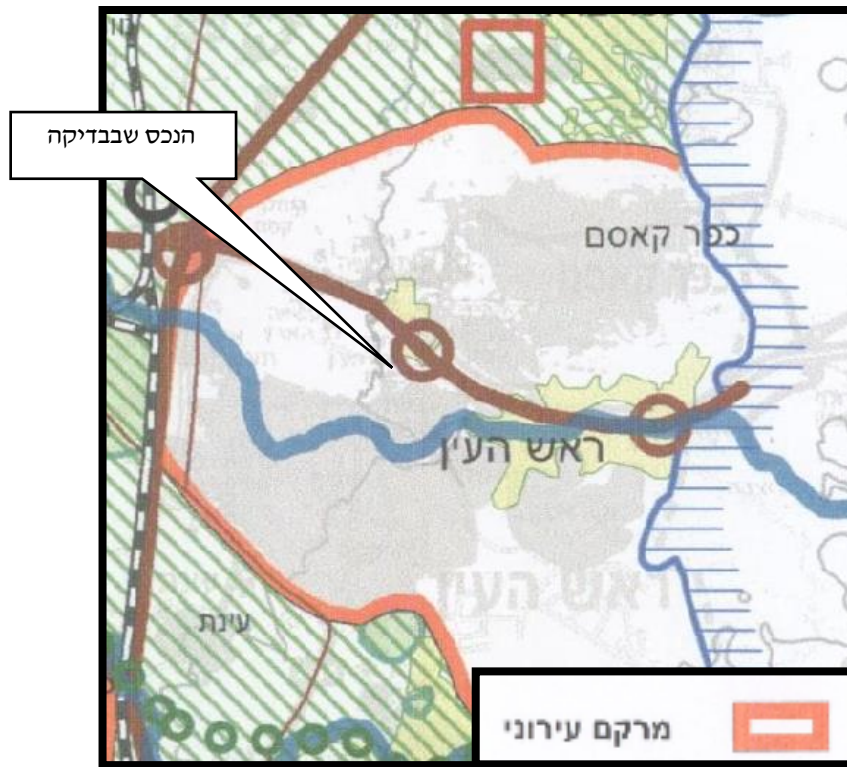 הנכס שבבדיקה
כפר קאסם
ראש העין
ראש העין
עינת
מרקם עירוני